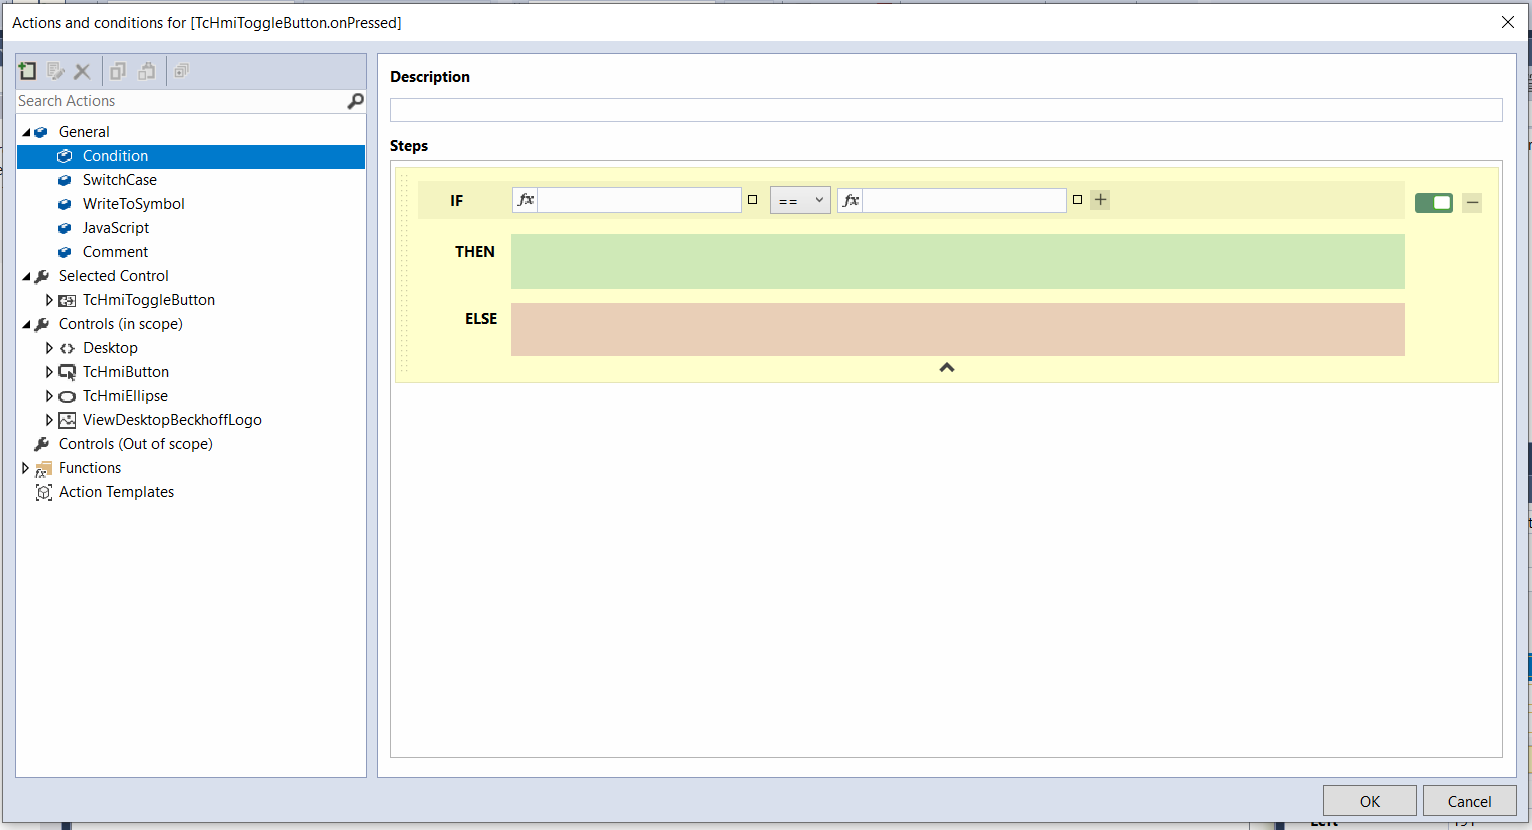 Actions and conditions for [TcHmiToggleButton.onPressed]
Search Actions
General
Condition
SwitchCase
WriteToSymbol
JavaScript
Comment
Selected Control
TcHmiToggleButton
Controls (in scope)
Desktop
TcHmiButton
TcHmiEllipse
ViewDesktopBeckhoffLogo
Controls (Out of scope)
Functions
Action Templates
Description
Steps
IF fx == fx +
THEN
ELSE
OK Cancel